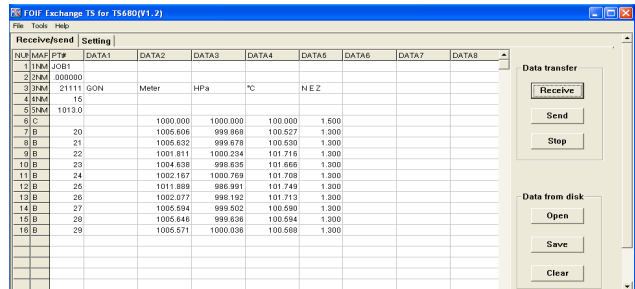 FOIF Exchange TS for TS680(V1.2)
File Tools Help
Receive/send Setting
NUM MAF PT# DATA1 DATA2 DATA3 DATA4 DATA5 DATA6 DATA7 DATA8
1 1NM JOB1
2 2NM .000000
3 3NM 21111 GON Meter HPa °C N E Z
4 4NM 15
5 5NM 1013.0
6 C 1000.000 1000.000 100.000 1.500
7 B 20 1005.606 999.868 100.527 1.300
8 B 21 1005.632 999.678 100.530 1.300
9 B 22 1001.811 1000.234 101.716 1.300
10 B 23 1004.638 998.635 101.666 1.300
11 B 24 1002.167 1000.769 101.708 1.300
12 B 25 1011.889 986.991 101.749 1.300
13 B 26 1002.077 998.192 101.713 1.300
14 B 27 1005.594 999.502 100.590 1.300
15 B 28 1005.646 999.636 100.594 1.300
16 B 29 1005.571 1000.036 100.588 1.300
Data transfer
Receive
Send
Stop
Data from disk
Open
Save
Clear